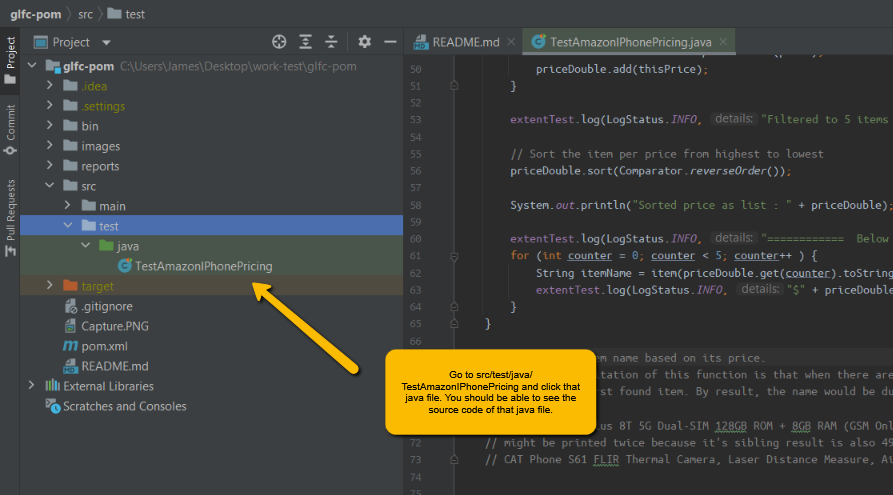 glfc-pom
src
test
Project
README.md
TestAmazonIPhonePricing.java
Project
Commit
Pull Requests
glfc-pom C:\Users\James\Desktop\work-test\glfc-pom
.idea
.settings
bin
images
reports
src
main
test
java
TestAmazonIPhonePricing
target
.gitignore
Capture.PNG
pom.xml
README.md
External Libraries
Scratches and Consoles
50 priceDouble.add(thisPrice);
51 }
52
53 extentTest.log(LogStatus.INFO, details: "Filtered to 5 items
54
55 // Sort the item per price from highest to lowest
56 priceDouble.sort(Comparator.reverseOrder());
57
58 System.out.println("Sorted price as list : " + priceDouble);
59
60 extentTest.log(LogStatus.INFO, details: "============ Below
61 for (int counter = 0; counter < 5; counter++ ) {
62 String itemName = item(priceDouble.get(counter).toString
63 extentTest.log(LogStatus.INFO, details: "$" + priceDouble
64 }
65 }
66
name based on its price.
tation of this function is that when there are
st found item. By result, the name would be du
us 8T 5G Dual-SIM 128GB ROM + 8GB RAM (GSM Onl
72 // might be printed twice because it's sibling result is also 49
73 // CAT Phone S61 FLIR Thermal Camera, Laser Distance Measure, Ai
74
75
Go to src/test/java/
TestAmazonIPhonePricing and click that
java file. You should be able to see the
source code of that java file.